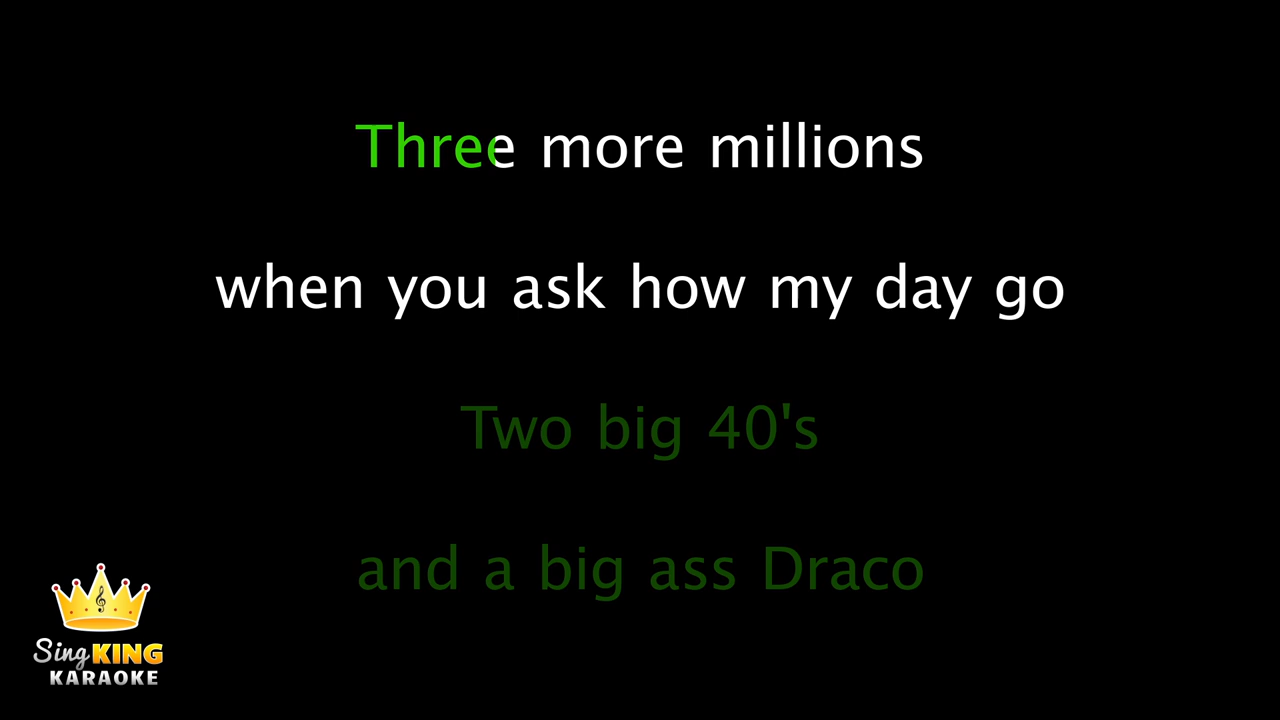 Three more millions
when you ask how my day go
Two big 40's
and a big ass Draco
Sing KING
KARAOKE